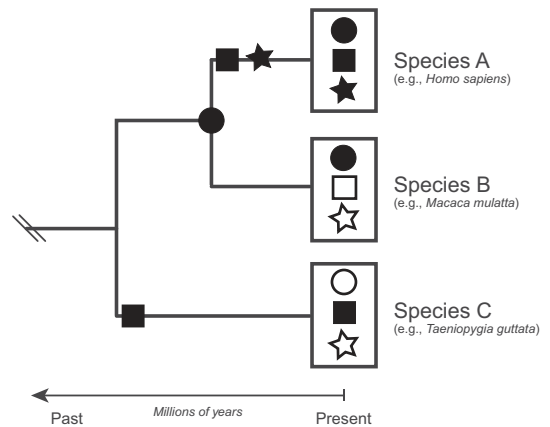 Species A
(e.g., Homo sapiens)
Species B
(e.g., Macaca mulatta)
Species C
(e.g., Taeniopygia guttata)
Past
Millions of years
Present